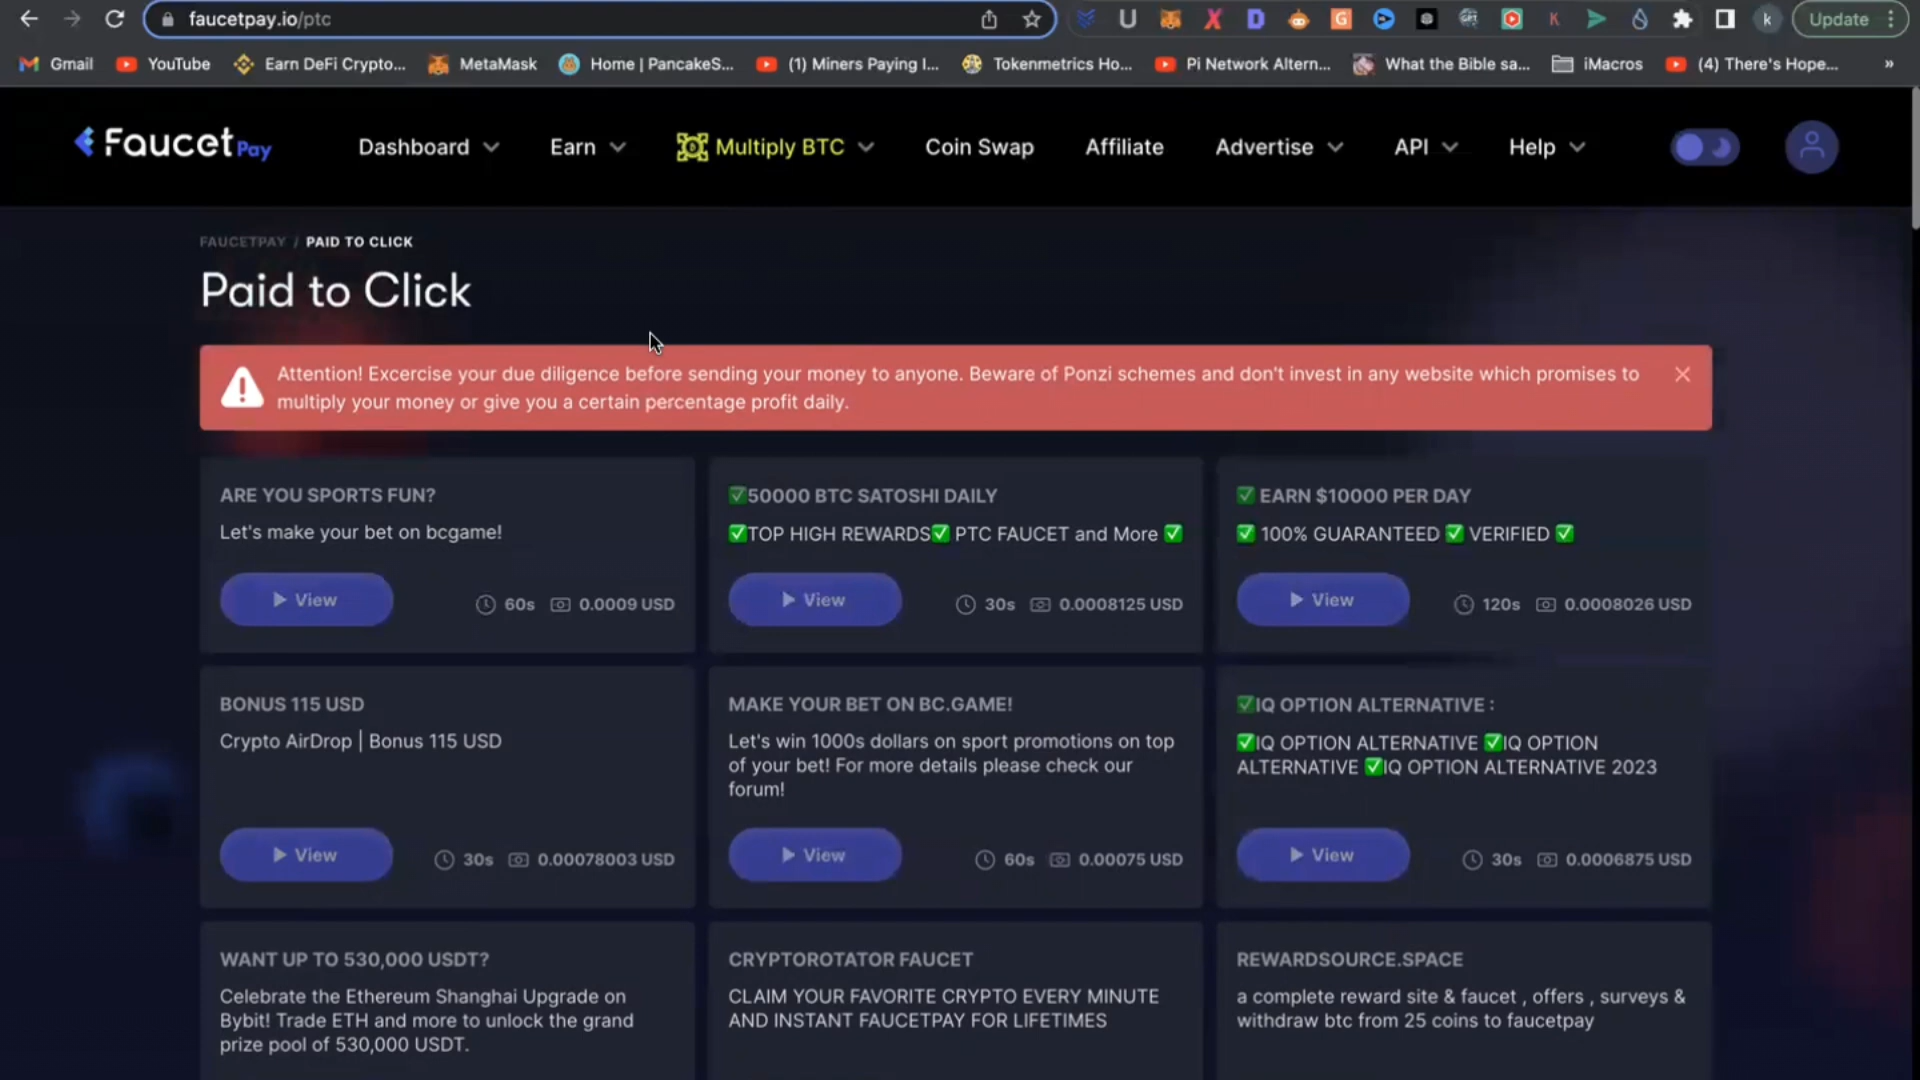 faucetpay.io/ptc
Update
Gmail
YouTube
Earn DeFi Crypto...
MetaMask
Home | PancakeS...
(1) Miners Paying I...
Tokenmetrics Ho...
Pi Network Altern...
What the Bible sa...
iMacros
(4) There's Hope...
»
FaucetPay
Dashboard
Earn
Multiply BTC
Coin Swap
Affiliate
Advertise
API
Help
FAUCETPAY / PAID TO CLICK
Paid to Click
Attention! Excercise your due diligence before sending your money to anyone. Beware of Ponzi schemes and don't invest in any website which promises to
multiply your money or give you a certain percentage profit daily.
ARE YOU SPORTS FUN?
Let's make your bet on bcgame!
View
60s
0.0009 USD
✅50000 BTC SATOSHI DAILY
✅TOP HIGH REWARDS✅ PTC FAUCET and More ✅
View
30s
0.0008125 USD
✅ EARN $10000 PER DAY
✅ 100% GUARANTEED ✅ VERIFIED ✅
View
120s
0.0008026 USD
BONUS 115 USD
Crypto AirDrop | Bonus 115 USD
View
30s
0.00078003 USD
MAKE YOUR BET ON BC.GAME!
Let's win 1000s dollars on sport promotions on top
of your bet! For more details please check our
forum!
View
60s
0.00075 USD
✅IQ OPTION ALTERNATIVE :
✅IQ OPTION ALTERNATIVE ✅IQ OPTION
ALTERNATIVE ✅IQ OPTION ALTERNATIVE 2023
View
30s
0.0006875 USD
WANT UP TO 530,000 USDT?
Celebrate the Ethereum Shanghai Upgrade on
Bybit! Trade ETH and more to unlock the grand
prize pool of 530,000 USDT.
CRYPTOROTATOR FAUCET
CLAIM YOUR FAVORITE CRYPTO EVERY MINUTE
AND INSTANT FAUCETPAY FOR LIFETIMES
REWARDSOURCE.SPACE
a complete reward site & faucet , offers , surveys &
withdraw btc from 25 coins to faucetpay